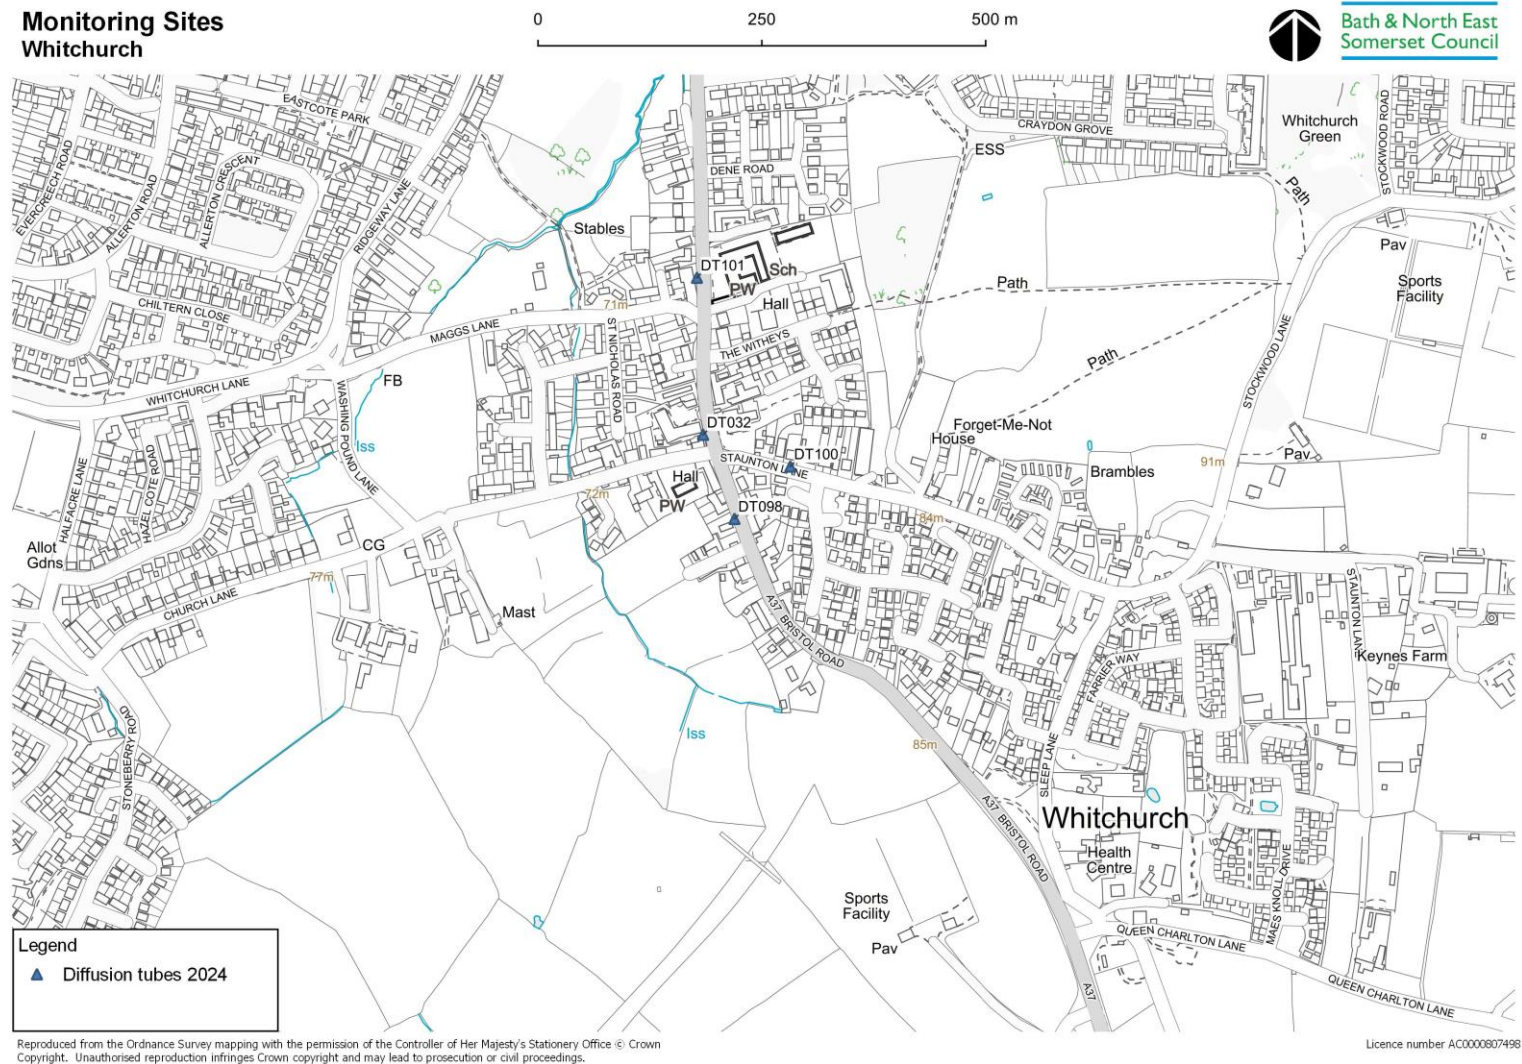 Monitoring Sites
Whitchurch
0 250 500 m
Bath & North East
Somerset Council
EASTCOTE PARK
EVERCREECH ROAD
ALLERTON ROAD
ALLERTON CRESCENT
RIDGEWAY LANE
DENE ROAD
ESS
CRAYDON GROVE
Whitchurch
Green
STOCKWOOD ROAD
Path
Stables
Pav
DT101
Sch
PW
Hall
Path
Sports
Facility
CHILTERN CLOSE
71m
MAGGS LANE
ST NICHOLAS ROAD
THE WITHEYS
Path
STOCKWOOD LANE
WHITCHURCH LANE
FB
WASHING POUND LANE
Iss
DT032
Forget-Me-Not
House
STAUNTON LANE
DT100
Brambles
91m
Pav
HALFACRE LANE
HAZEL COTE ROAD
Hall
PW
72m
DT098
84m
Allot
Gdns
CG
77m
CHURCH LANE
Mast
A37 BRISTOL ROAD
STAUNTON LANE
Keynes Farm
FARRIER WAY
STONEBERRY ROAD
Iss
85m
SLEEP LANE
A37 BRISTOL ROAD
Whitchurch
Health
Centre
MAES KNOLL DRIVE
Sports
Facility
Pav
QUEEN CHARLTON LANE
QUEEN CHARLTON LANE
A37
Legend
Diffusion tubes 2024
Reproduced from the Ordnance Survey mapping with the permission of the Controller of Her Majesty's Stationery Office © Crown
Copyright. Unauthorised reproduction infringes Crown copyright and may lead to prosecution or civil proceedings.
Licence number AC0000807498